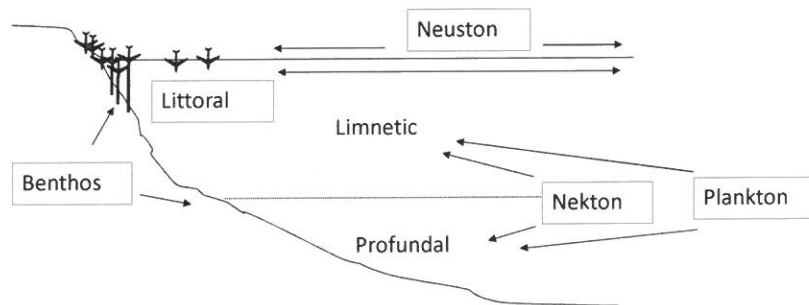 Neuston
Littoral
Limnetic
Benthos
Nekton
Plankton
Profundal